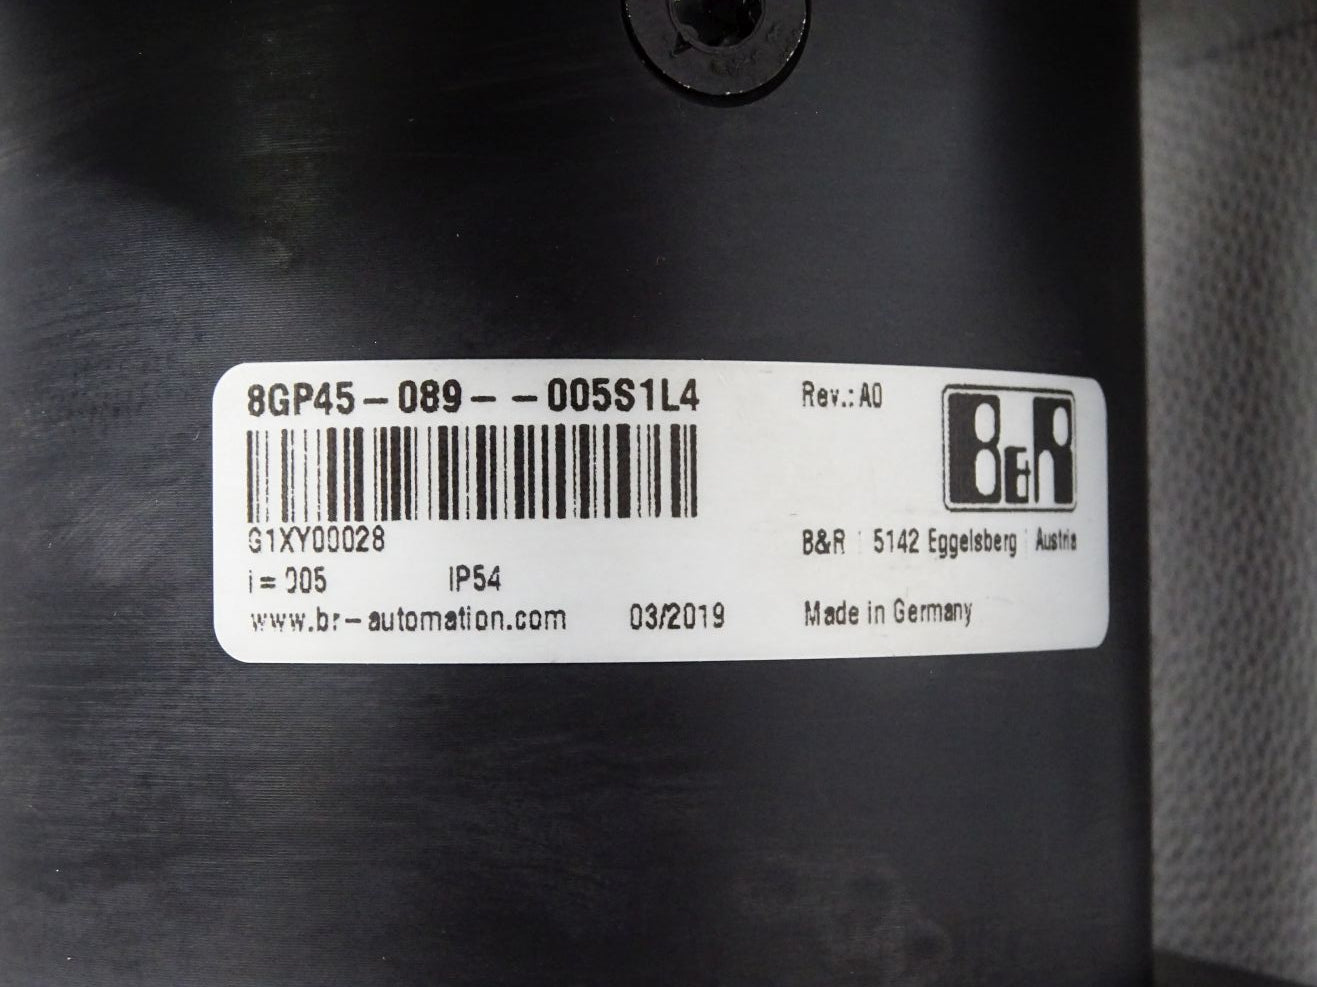 8GP45-089--005S1L4
Rev.: A0
B&R
G1XY00028
B&R 5142 Eggelsberg Austria
i = 005 IP54
www.br-automation.com 03/2019 Made in Germany